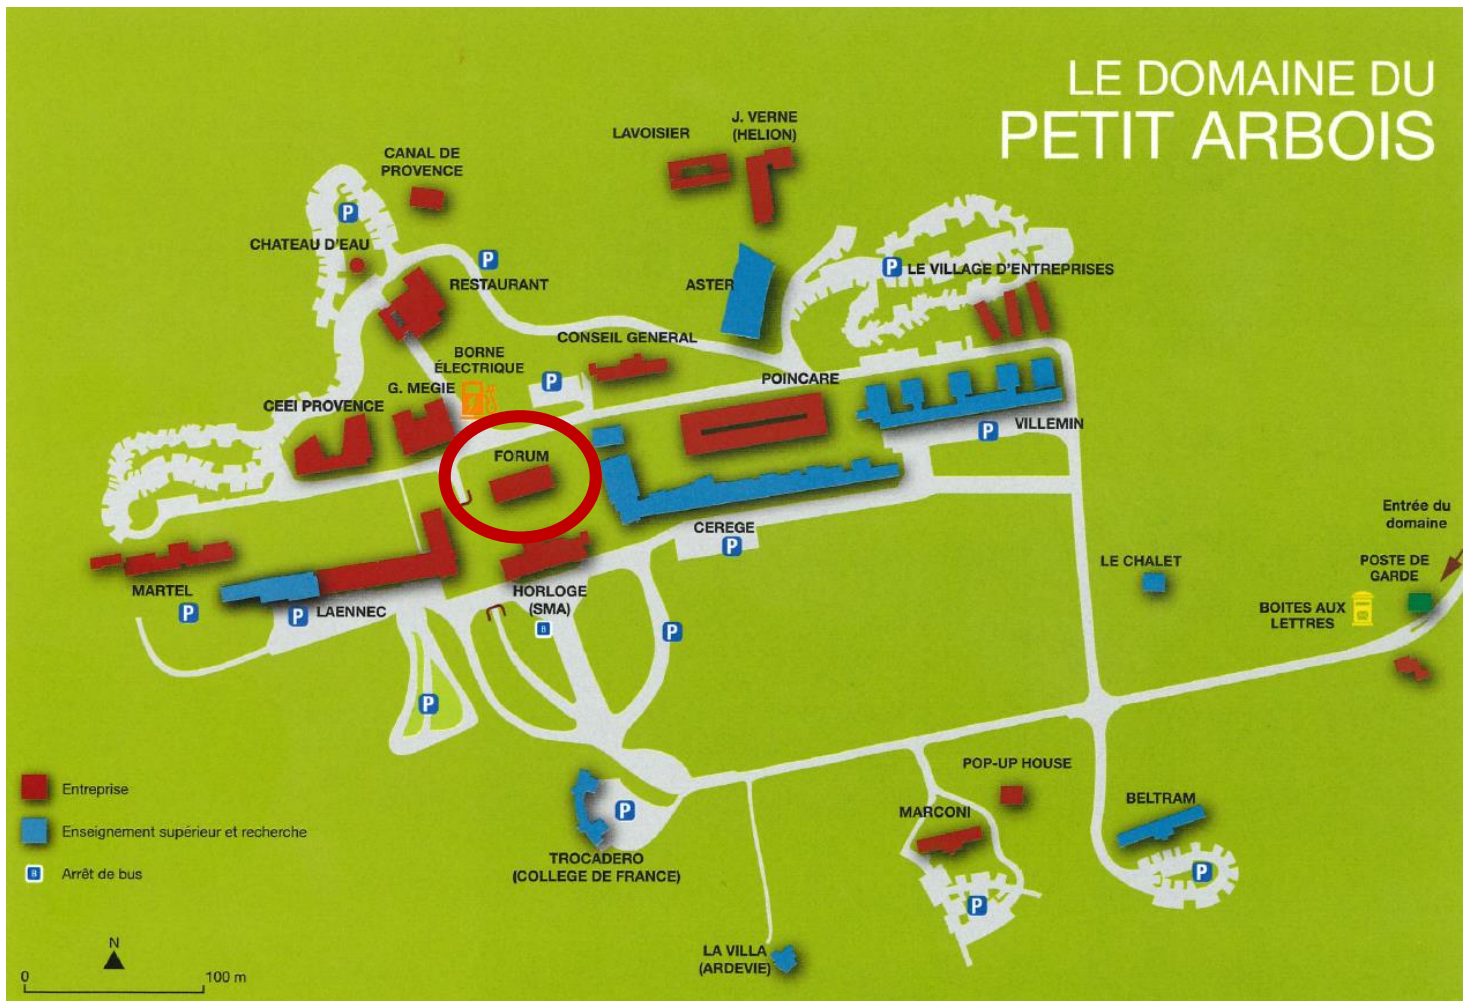 LE DOMAINE DU
PETIT ARBOIS
J. VERNE
(HELION)
LAVOISIER
CANAL DE
PROVENCE
P
CHATEAU D'EAU
P
RESTAURANT
ASTER
P
LE VILLAGE D'ENTREPRISES
CONSEIL GENERAL
BORNE
ÉLECTRIQUE
P
G. MEGIE
POINCARE
CEEI PROVENCE
VILLEMIN
P
FORUM
CEREGE
P
Entrée du
domaine
LE CHALET
POSTE DE
GARDE
BOITES AUX
LETTRES
MARTEL
P
LAENNEC
P
HORLOGE
(SMA)
B
P
P
POP-UP HOUSE
MARCONI
BELTRAM
P
P
P
TROCADERO
(COLLEGE DE FRANCE)
LA VILLA
(ARDEVIE)
Entreprise
Enseignement supérieur et recherche
B Arrêt de bus
N
0 100 m